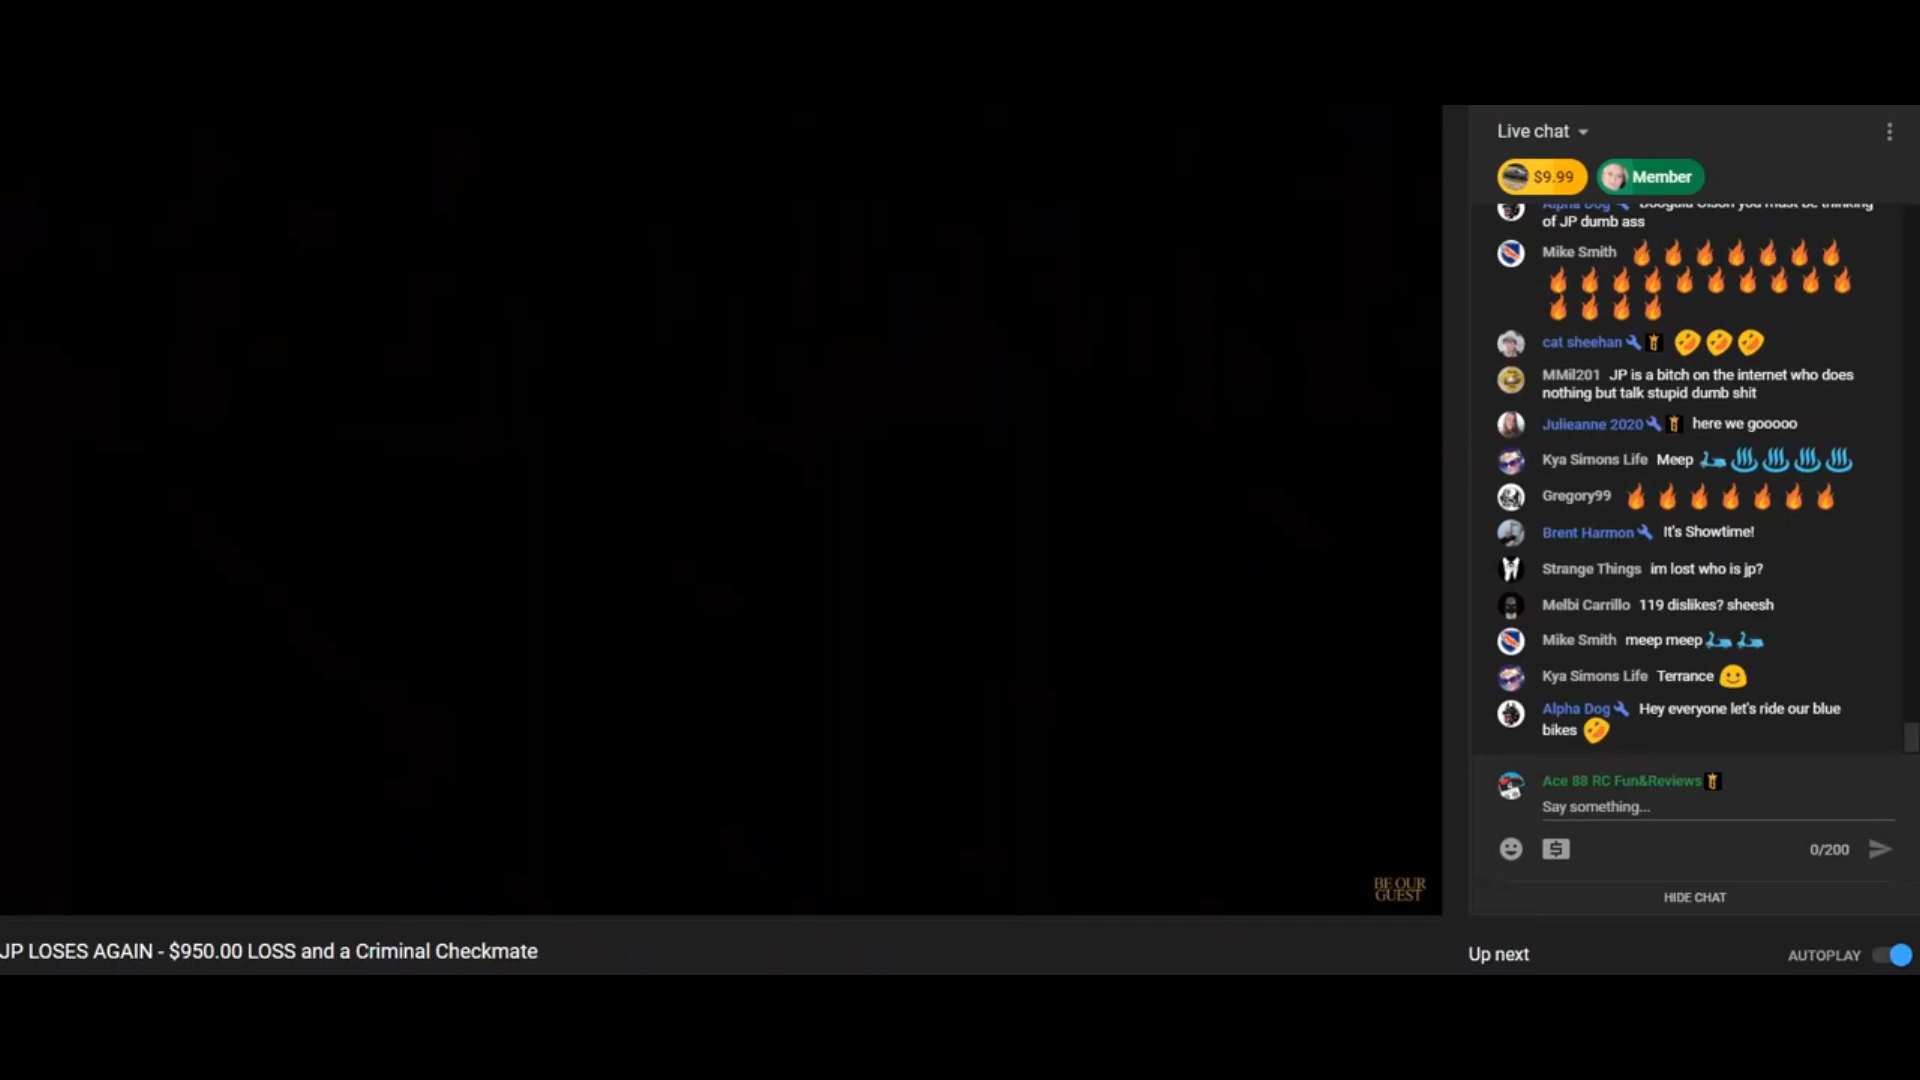 Live chat
$9.99
Member
Alpha Dog you must be thinking
of JP dumb ass
Mike Smith
cat sheehan
MMil201 JP is a bitch on the internet who does
nothing but talk stupid dumb shit
Julieanne 2020 here we gooooo
Kya Simons Life Meep
Gregory99
Brent Harmon It's Showtime!
Strange Things im lost who is jp?
Melbi Carrillo 119 dislikes? sheesh
Mike Smith meep meep
Kya Simons Life Terrance
Alpha Dog Hey everyone let's ride our blue
bikes
Ace 88 RC Fun&Reviews
Say something...
0/200
HIDE CHAT
BE OUR
GUEST
JP LOSES AGAIN - $950.00 LOSS and a Criminal Checkmate
Up next
AUTOPLAY